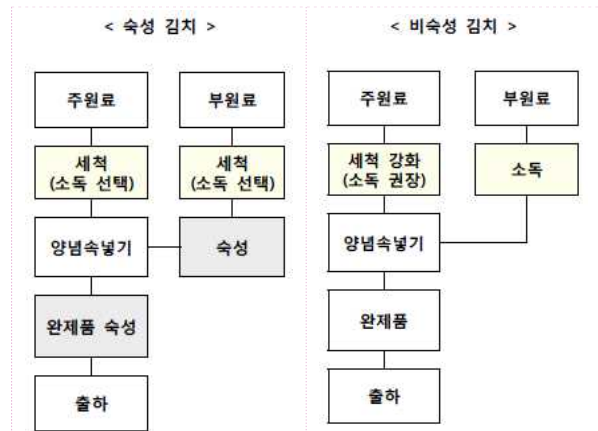 < 숙성 김치 >
주원료
부원료
세척
(소독 선택)
세척
(소독 선택)
양념속넣기
숙성
완제품 숙성
출하
< 비숙성 김치 >
주원료
부원료
세척 강화
(소독 권장)
소독
양념속넣기
완제품
출하